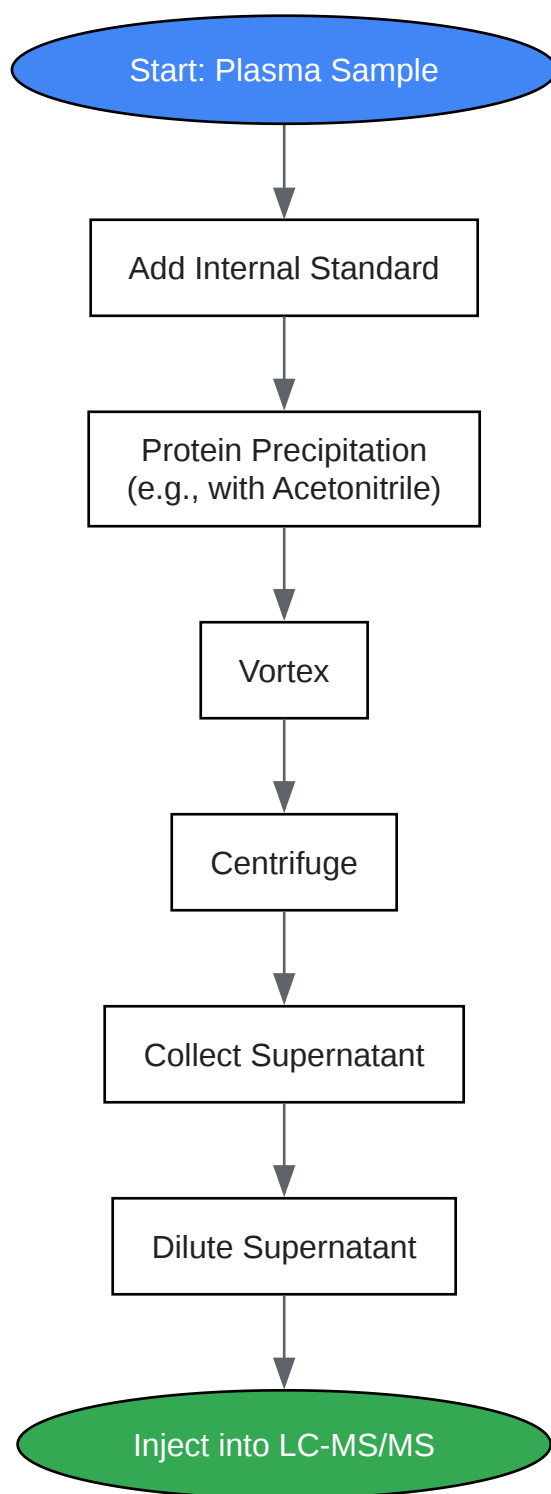 Start: Plasma Sample
Add Internal Standard
Protein Precipitation
(e.g., with Acetonitrile)
Vortex
Centrifuge
Collect Supernatant
Dilute Supernatant
Inject into LC-MS/MS